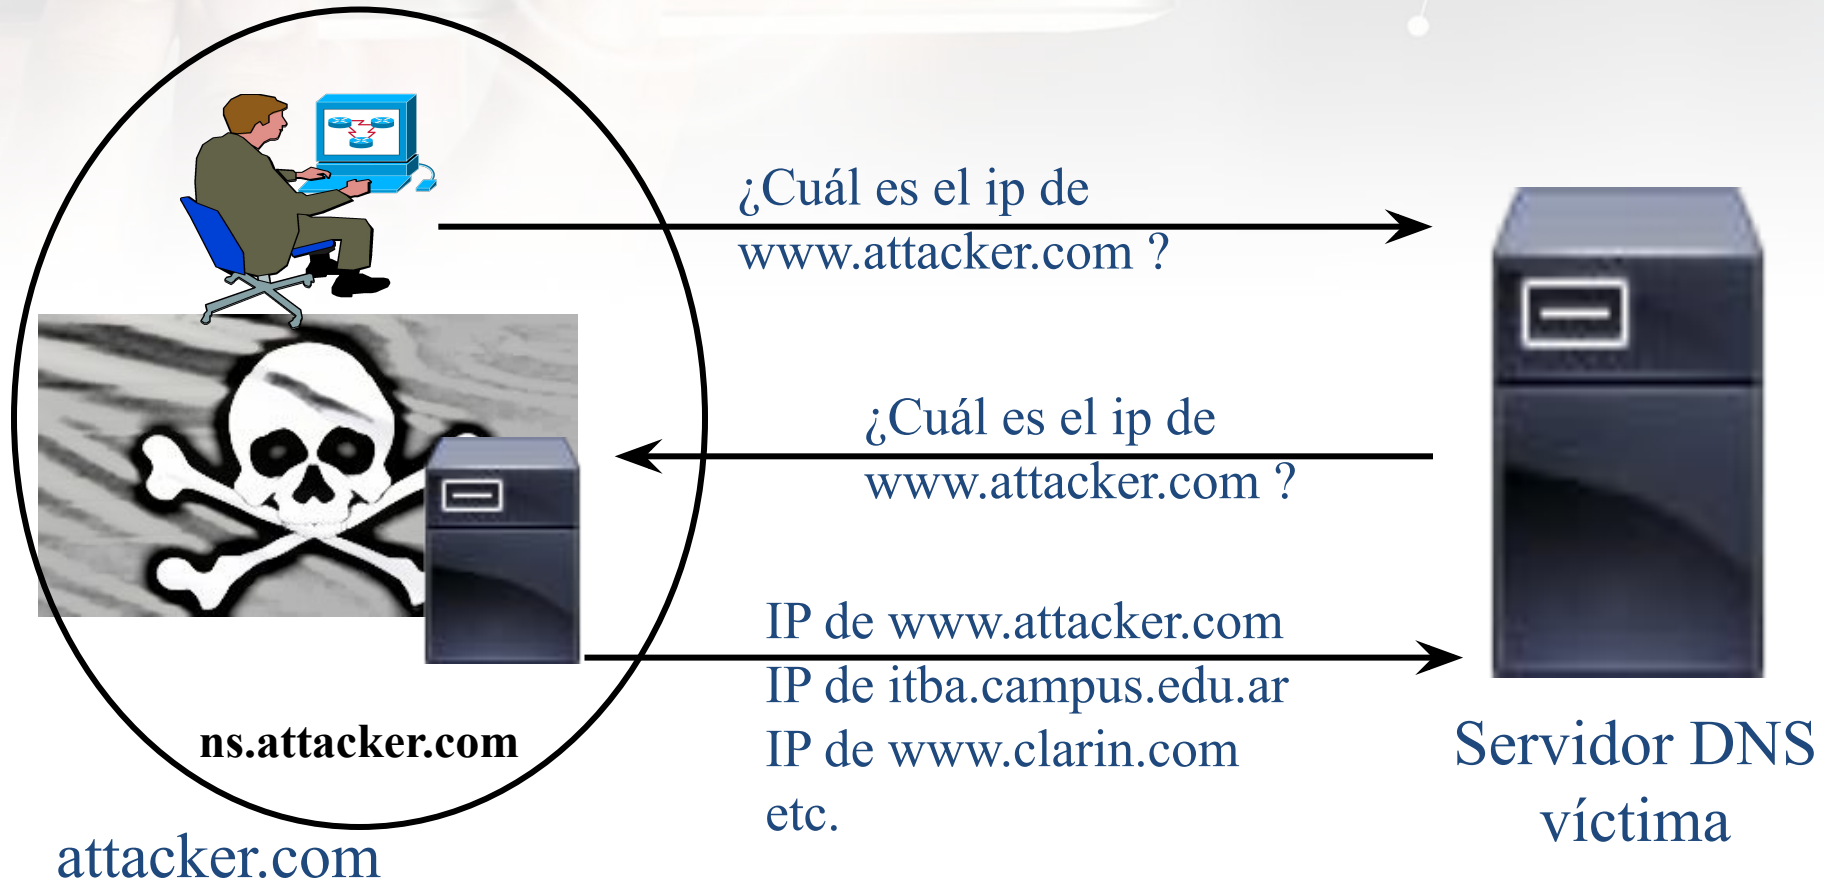 ¿Cuál es el ip de
www.attacker.com ?
¿Cuál es el ip de
www.attacker.com ?
IP de www.attacker.com
IP de itba.campus.edu.ar
IP de www.clarin.com
etc.
ns.attacker.com
attacker.com
Servidor DNS
víctima